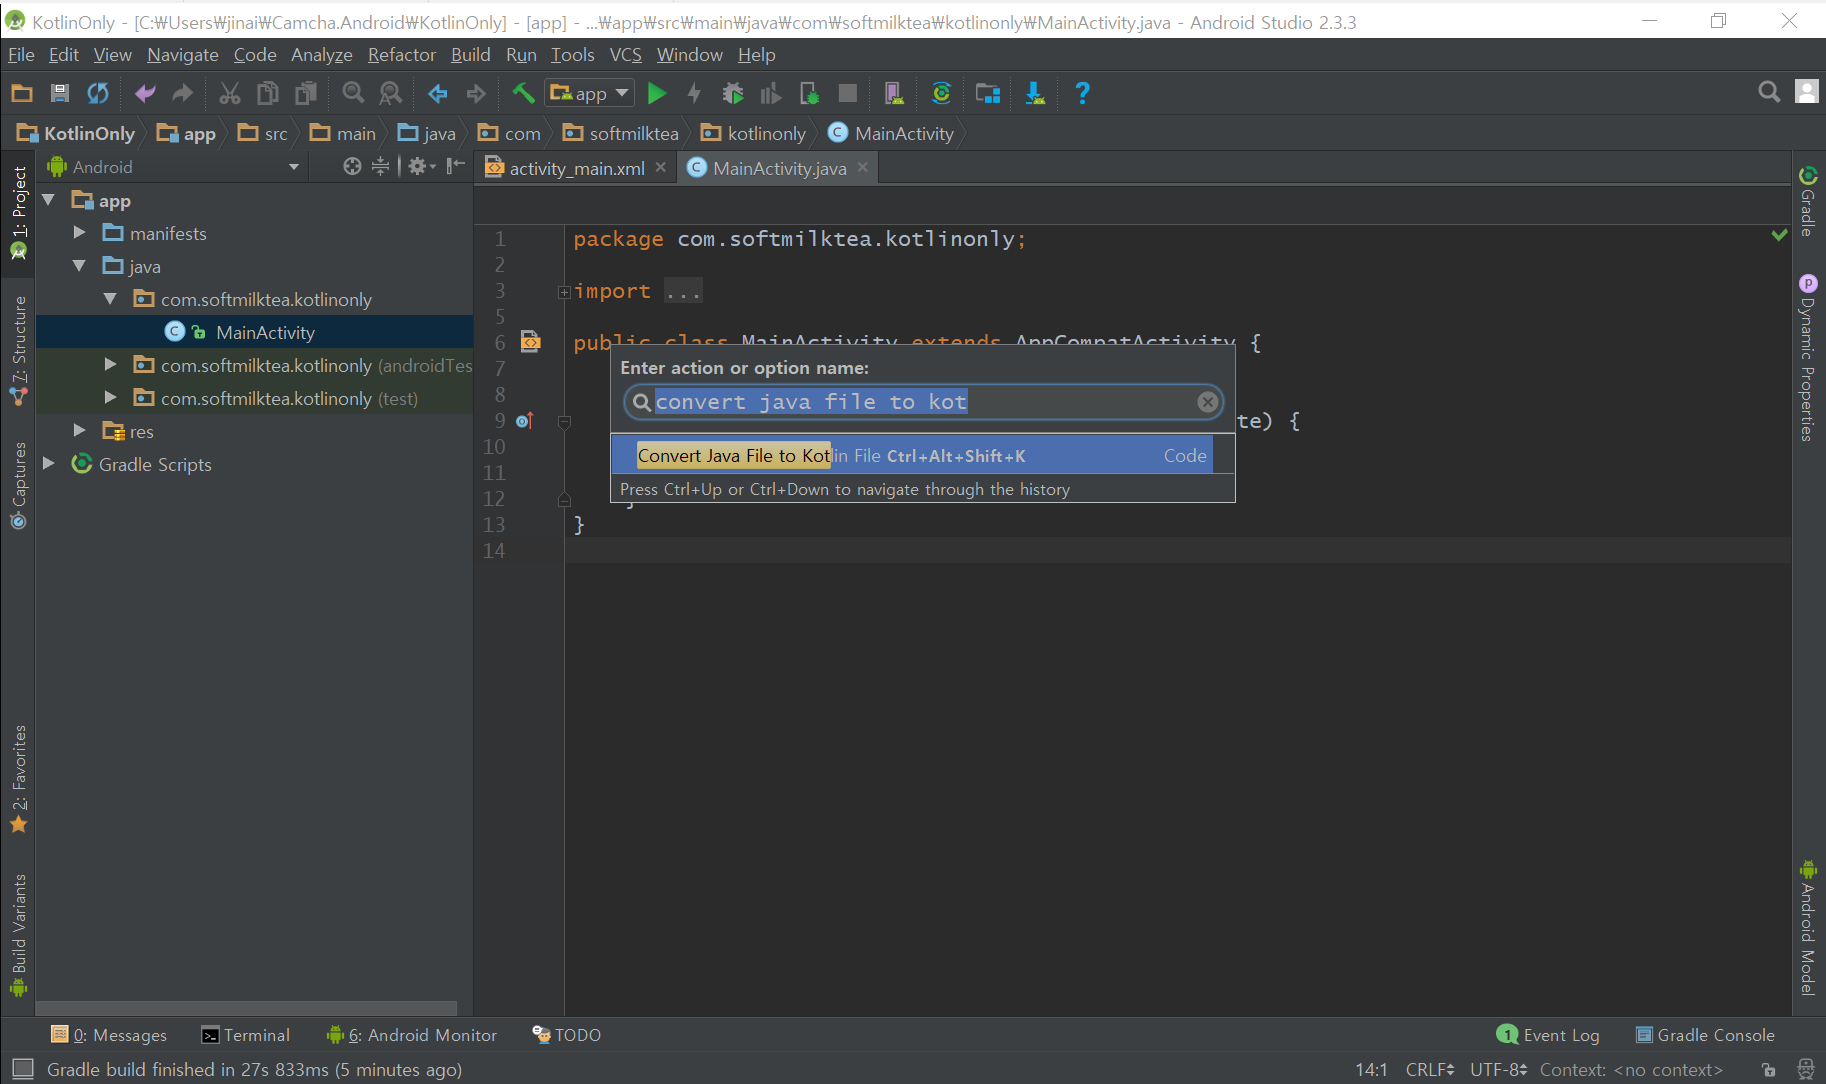 KotlinOnly - [C:₩Users₩jinai₩Camcha.Android₩KotlinOnly] - [app] - ...₩app₩src₩main₩java₩com₩softmilktea₩kotlinonly₩MainActivity.java - Android Studio 2.3.3
File Edit View Navigate Code Analyze Refactor Build Run Tools VCS Window Help
app
KotlinOnly app src main java com softmilktea kotlinonly MainActivity
Android
activity_main.xml MainActivity.java
1: Project
7: Structure
Captures
2: Favorites
Build Variants
app
manifests
java
com.softmilktea.kotlinonly
MainActivity
com.softmilktea.kotlinonly (androidTes
com.softmilktea.kotlinonly (test)
res
Gradle Scripts
1 package com.softmilktea.kotlinonly;
2
3 import ...
5
6 public class MainActivity extends AppCompatActivity {
7
8
9 te) {
10
11
12 }
13 }
14
Enter action or option name:
convert java file to kot
Convert Java File to Kotlin File Ctrl+Alt+Shift+K Code
Press Ctrl+Up or Ctrl+Down to navigate through the history
Gradle
Dynamic Properties
Android Model
0: Messages Terminal 6: Android Monitor TODO 1 Event Log Gradle Console
Gradle build finished in 27s 833ms (5 minutes ago) 14:1 CRLF UTF-8 Context: <no context>